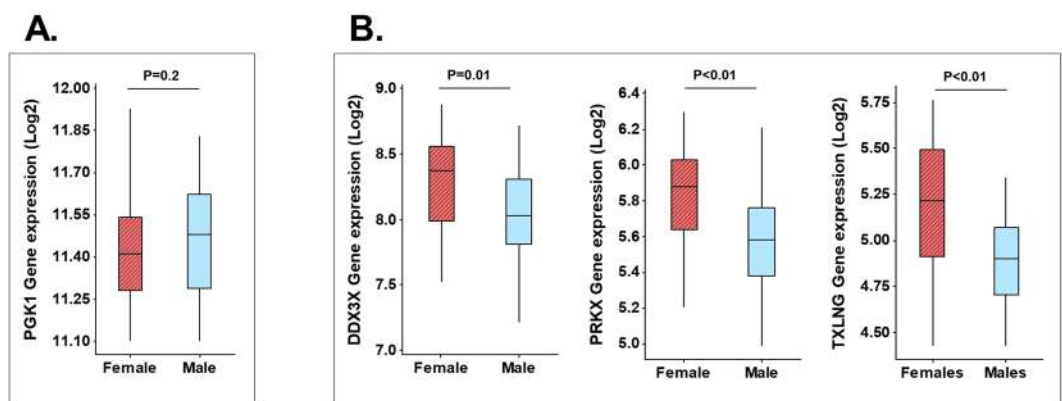 A.
B.
PGK1 Gene expression (Log2)
P=0.2
12.00
11.85
11.70
11.55
11.40
11.25
11.10
Female Male
DDX3X Gene expression (Log2)
P=0.01
9.0
8.5
8.0
7.5
7.0
Female Male
PRKX Gene expression (Log2)
P<0.01
6.4
6.2
6.0
5.8
5.6
5.4
5.2
5.0
Female Male
TXLNG Gene expression (Log2)
P<0.01
5.75
5.50
5.25
5.00
4.75
4.50
Females Males